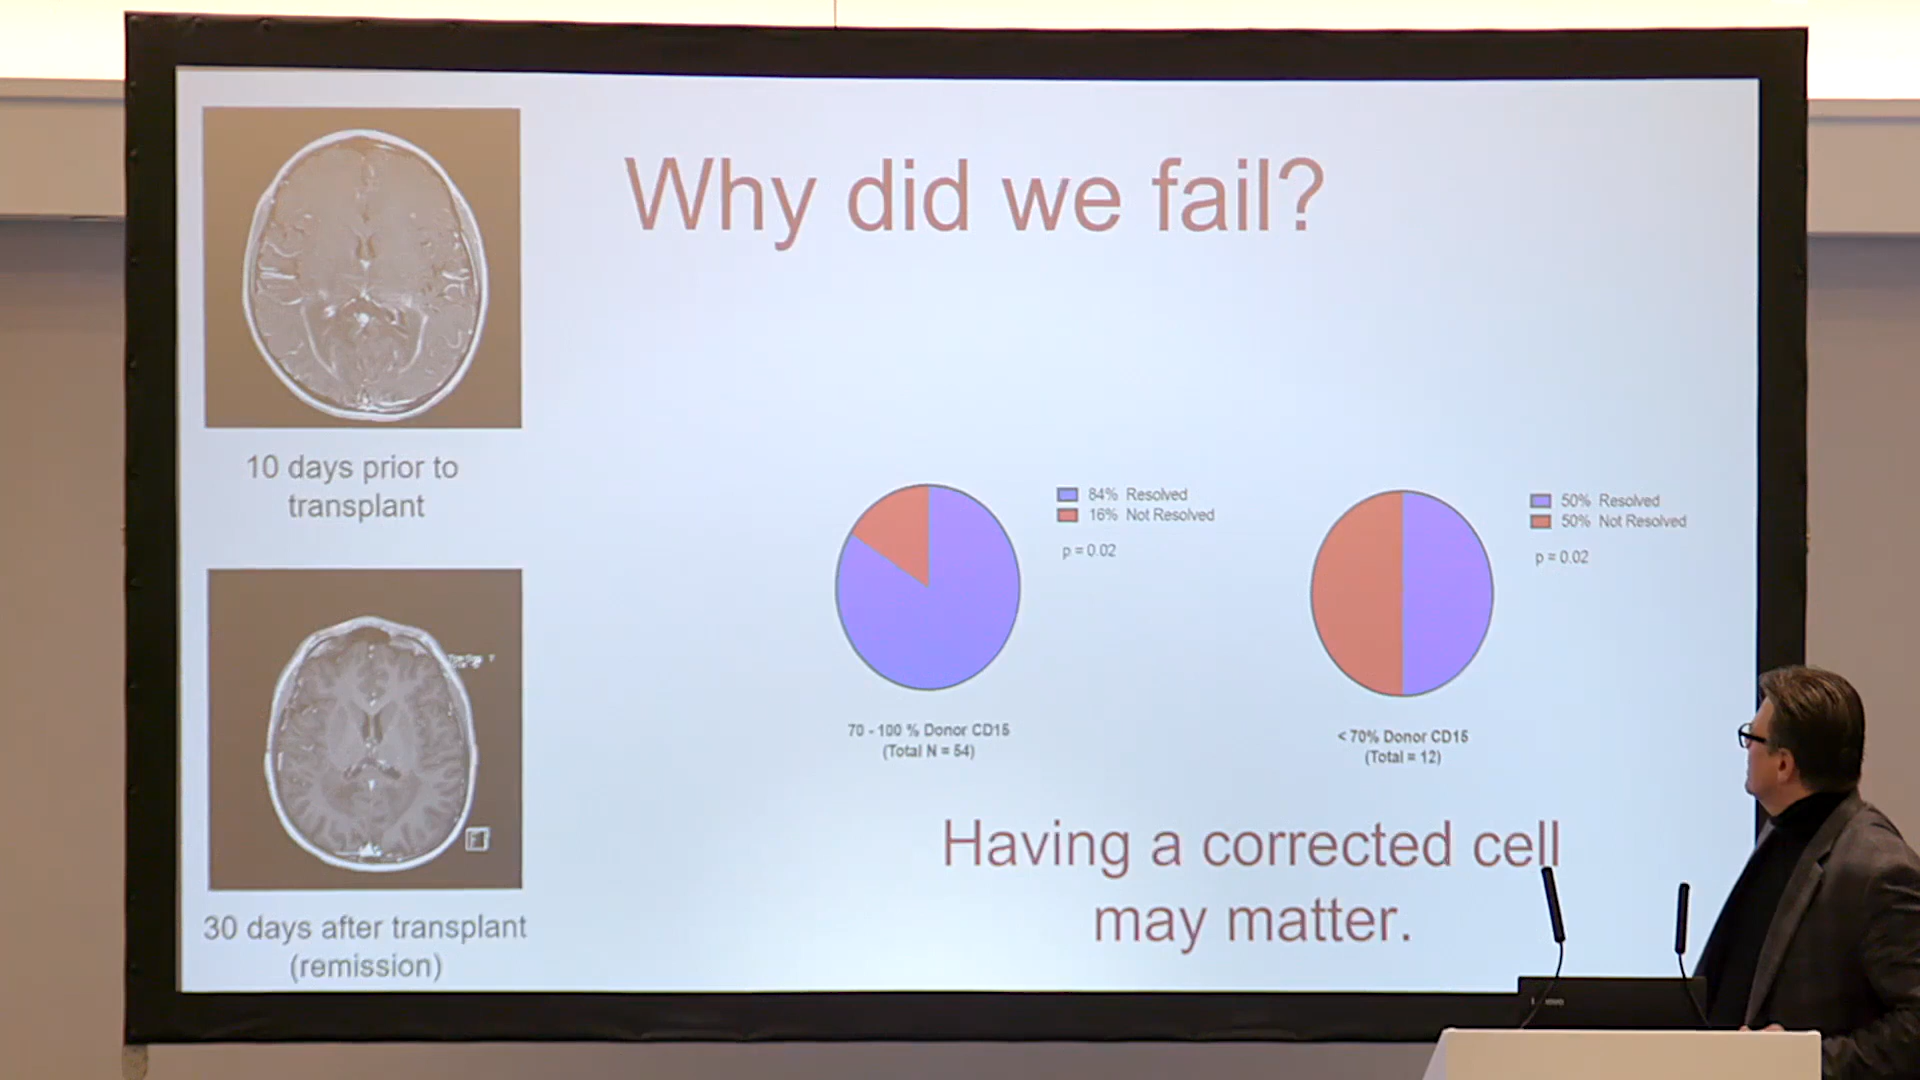 Why did we fail?
10 days prior to
transplant
84% Resolved
16% Not Resolved
p = 0.02
70 - 100 % Donor CD15
(Total N = 54)
50% Resolved
50% Not Resolved
p = 0.02
< 70% Donor CD15
(Total = 12)
30 days after transplant
(remission)
Having a corrected cell
may matter.